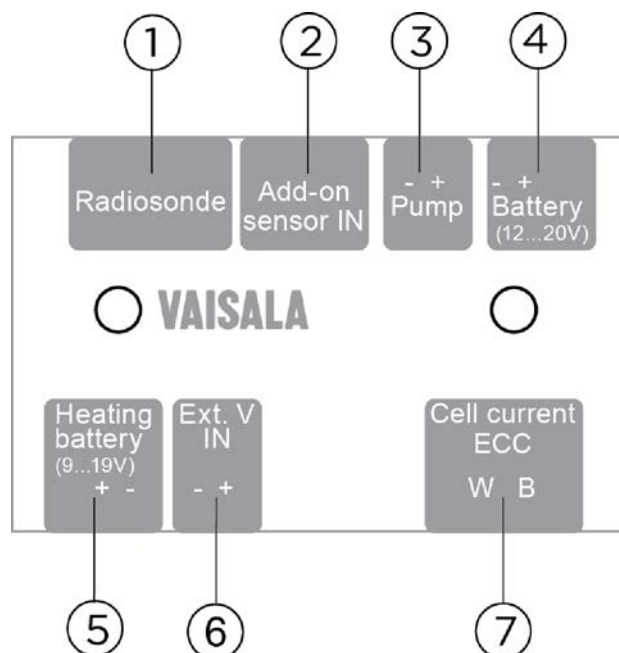 1 2 3 4
Radiosonde
Add-on
sensor IN
- +
Pump
- +
Battery
(12...20V)
VAISALA
Heating
battery
(9...19V)
+ -
Ext. V
IN
- +
Cell current
ECC
W B
5 6 7